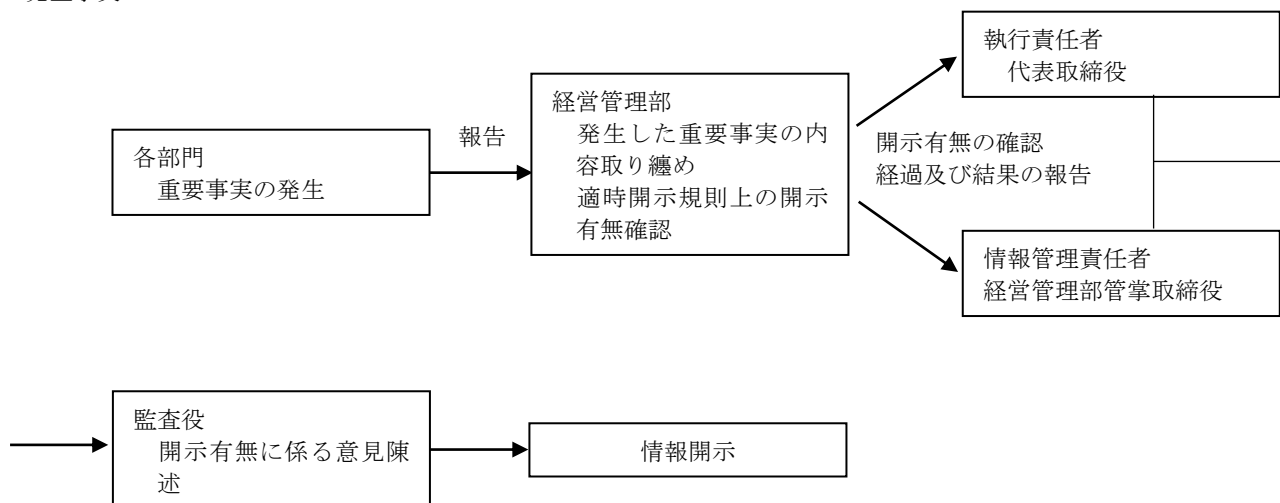 執行責任者
代表取締役
経営管理部
発生した重要事実の内
容取り纏め
適時開示規則上の開示
有無確認
報告
各部門
重要事実の発生
開示有無の確認
経過及び結果の報告
情報管理責任者
経営管理部管掌取締役
監査役
開示有無に係る意見陳
述
情報開示